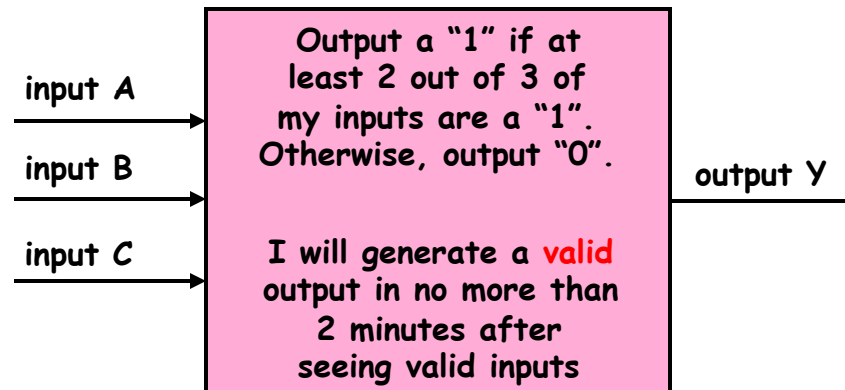 input A
input B
input C
Output a “1” if at
least 2 out of 3 of
my inputs are a “1”.
Otherwise, output “0”.
I will generate a valid
output in no more than
2 minutes after
seeing valid inputs
output Y